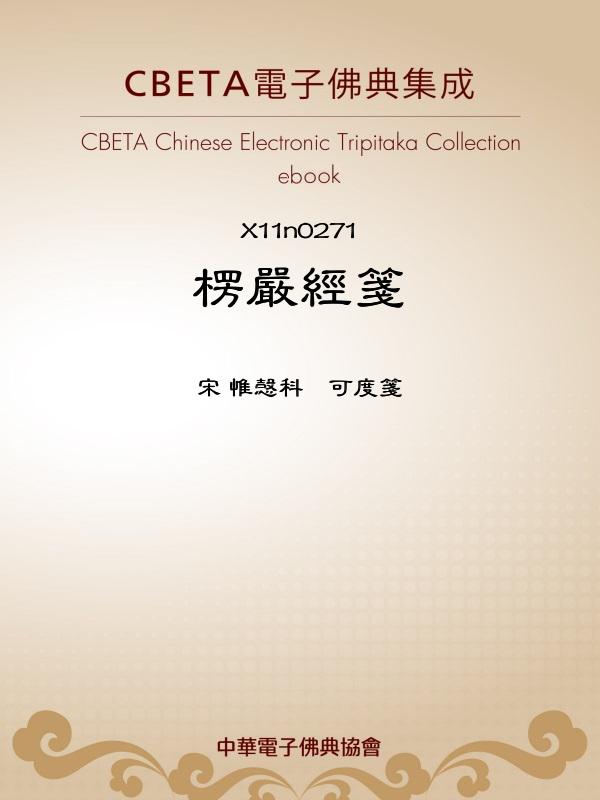 CBETA電子佛典集成
CBETA Chinese Electronic Tripitaka Collection
ebook
X11n0271
楞嚴經箋
宋 惟慤科 可度箋
中華電子佛典協會